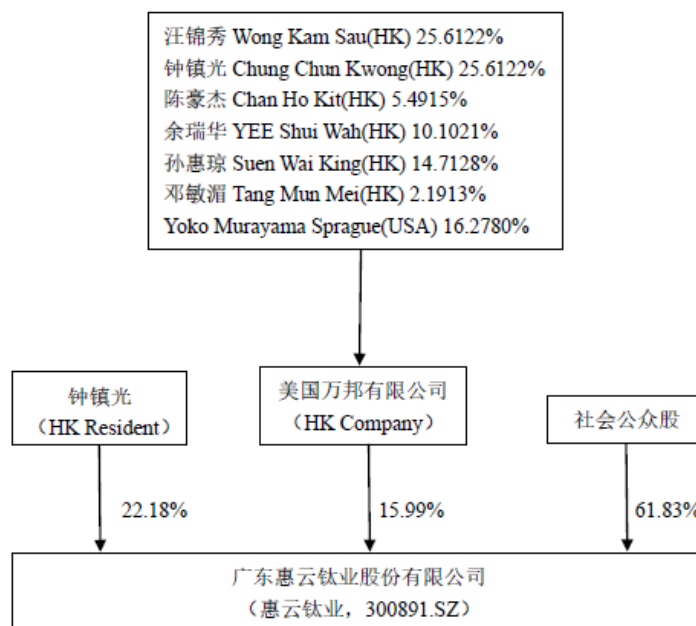 汪锦秀 Wong Kam Sau(HK) 25.6122%
钟镇光 Chung Chun Kwong(HK) 25.6122%
陈豪杰 Chan Ho Kit(HK) 5.4915%
余瑞华 YEE Shui Wah(HK) 10.1021%
孙惠琼 Suen Wai King(HK) 14.7128%
邓敏湄 Tang Mun Mei(HK) 2.1913%
Yoko Murayama Sprague(USA) 16.2780%
钟镇光
（HK Resident）
美国万邦有限公司
（HK Company）
社会公众股
22.18%
15.99%
61.83%
广东惠云钛业股份有限公司
（惠云钛业，300891.SZ）